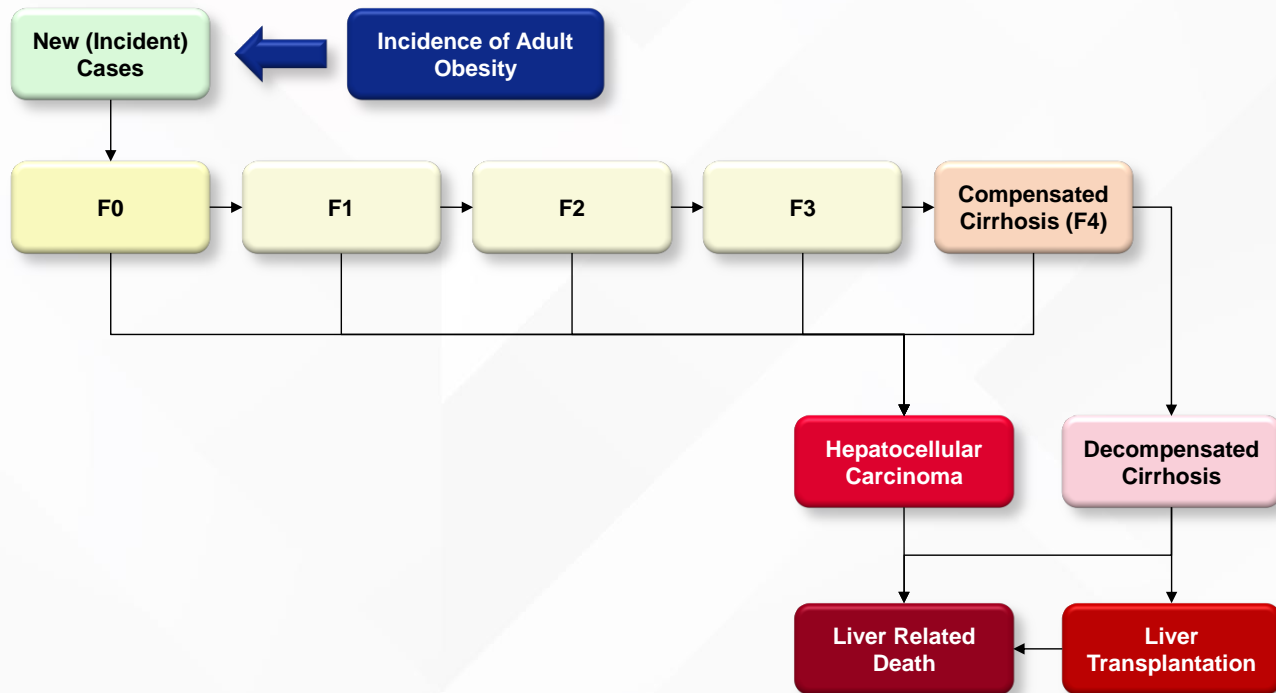 New (Incident)
Cases
Incidence of Adult
Obesity
F0
F1
F2
F3
Compensated
Cirrhosis (F4)
Hepatocellular
Carcinoma
Decompensated
Cirrhosis
Liver Related
Death
Liver
Transplantation